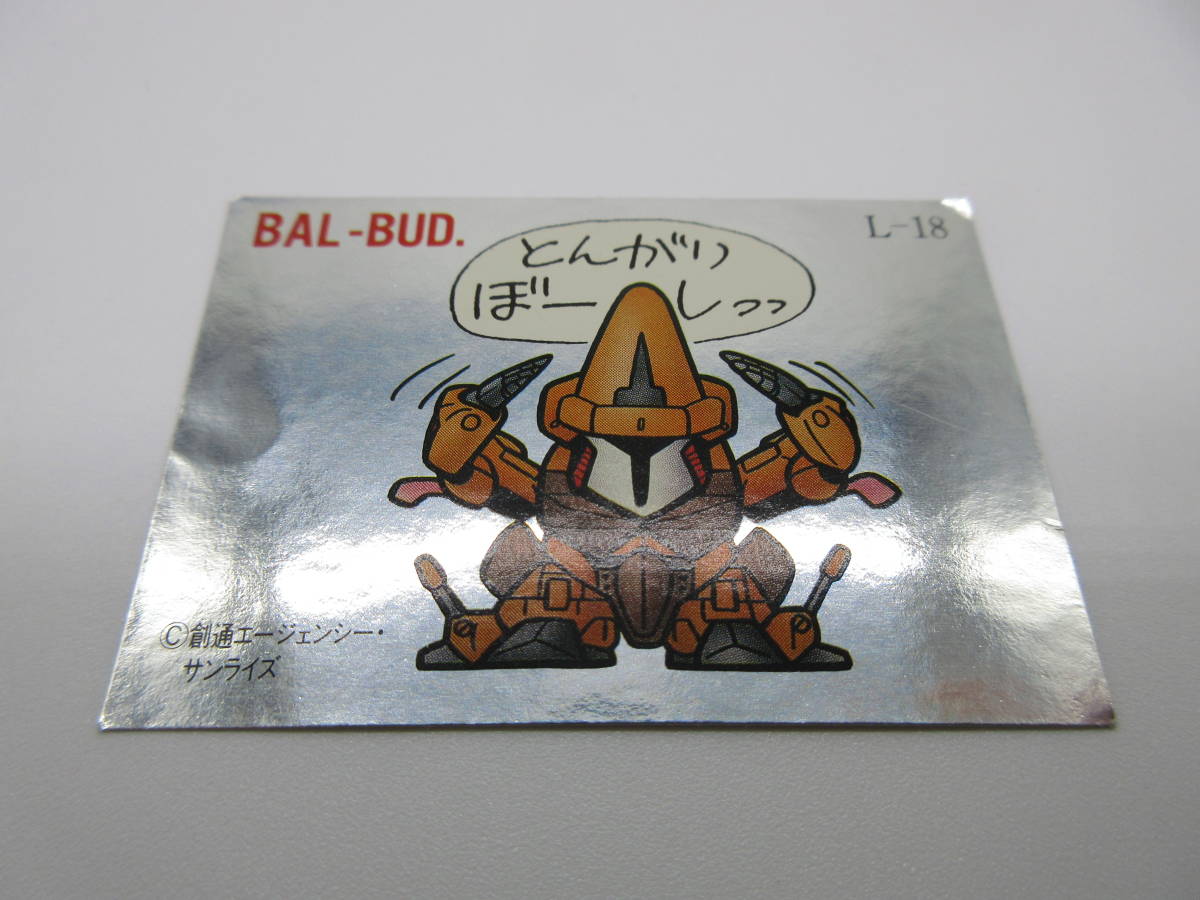 BAL-BUD.
L-18
とんがり
ぼーしっっ
©創通エージェンシー・
サンライズ